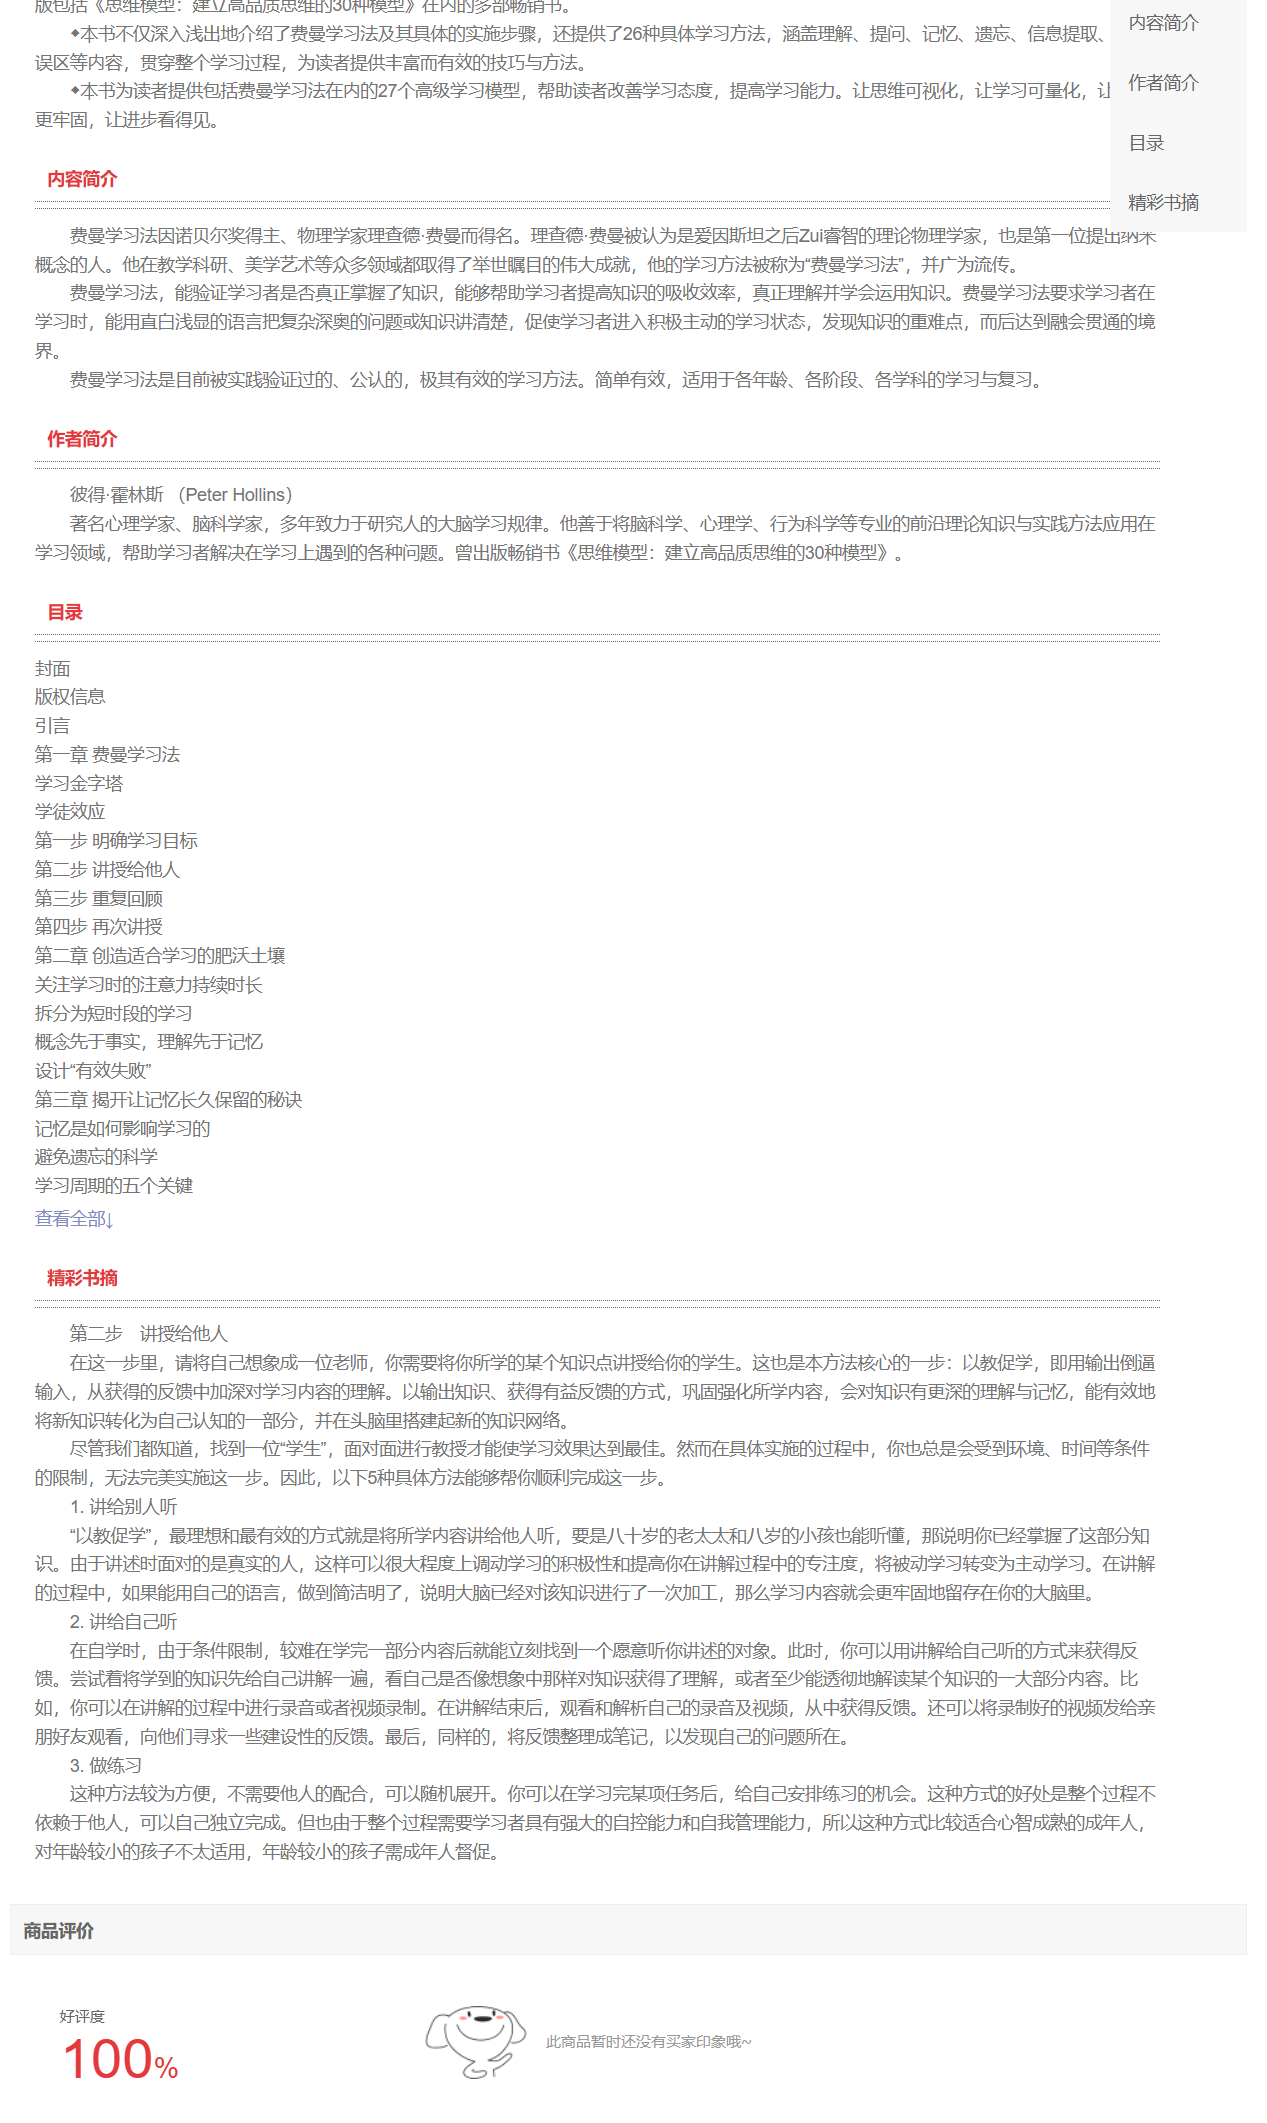 版包括《思维模型：建立高品质思维的30种模型》在内的多部畅销书。
◆本书不仅深入浅出地介绍了费曼学习法及其具体的实施步骤，还提供了26种具体学习方法，涵盖理解、提问、记忆、遗忘、信息提取、
误区等内容，贯穿整个学习过程，为读者提供丰富而有效的技巧与方法。
◆本书为读者提供包括费曼学习法在内的27个高级学习模型，帮助读者改善学习态度，提高学习能力。让思维可视化，让学习可量化，让
更牢固，让进步看得见。
内容简介
作者简介
目录
精彩书摘
内容简介
费曼学习法因诺贝尔奖得主、物理学家理查德·费曼而得名。理查德·费曼被认为是爱因斯坦之后Zui睿智的理论物理学家，也是第一位提出纳米
概念的人。他在教学科研、美学艺术等众多领域都取得了举世瞩目的伟大成就，他的学习方法被称为“费曼学习法”，并广为流传。
费曼学习法，能验证学习者是否真正掌握了知识，能够帮助学习者提高知识的吸收效率，真正理解并学会运用知识。费曼学习法要求学习者在
学习时，能用直白浅显的语言把复杂深奥的问题或知识讲清楚，促使学习者进入积极主动的学习状态，发现知识的重难点，而后达到融会贯通的境
界。
费曼学习法是目前被实践验证过的、公认的，极其有效的学习方法。简单有效，适用于各年龄、各阶段、各学科的学习与复习。
作者简介
彼得·霍林斯 （Peter Hollins）
著名心理学家、脑科学家，多年致力于研究人的大脑学习规律。他善于将脑科学、心理学、行为科学等专业的前沿理论知识与实践方法应用在
学习领域，帮助学习者解决在学习上遇到的各种问题。曾出版畅销书《思维模型：建立高品质思维的30种模型》。
目录
封面
版权信息
引言
第一章 费曼学习法
学习金字塔
学徒效应
第一步 明确学习目标
第二步 讲授给他人
第三步 重复回顾
第四步 再次讲授
第二章 创造适合学习的肥沃土壤
关注学习时的注意力持续时长
拆分为短时段的学习
概念先于事实，理解先于记忆
设计“有效失败”
第三章 揭开让记忆长久保留的秘诀
记忆是如何影响学习的
避免遗忘的科学
学习周期的五个关键
查看全部↓
精彩书摘
第二步　讲授给他人
在这一步里，请将自己想象成一位老师，你需要将你所学的某个知识点讲授给你的学生。这也是本方法核心的一步：以教促学，即用输出倒逼
输入，从获得的反馈中加深对学习内容的理解。以输出知识、获得有益反馈的方式，巩固强化所学内容，会对知识有更深的理解与记忆，能有效地
将新知识转化为自己认知的一部分，并在头脑里搭建起新的知识网络。
尽管我们都知道，找到一位“学生”，面对面进行教授才能使学习效果达到最佳。然而在具体实施的过程中，你也总是会受到环境、时间等条件
的限制，无法完美实施这一步。因此，以下5种具体方法能够帮你顺利完成这一步。
1. 讲给别人听
“以教促学”，最理想和最有效的方式就是将所学内容讲给他人听，要是八十岁的老太太和八岁的小孩也能听懂，那说明你已经掌握了这部分知
识。由于讲述时面对的是真实的人，这样可以很大程度上调动学习的积极性和提高你在讲解过程中的专注度，将被动学习转变为主动学习。在讲解
的过程中，如果能用自己的语言，做到简洁明了，说明大脑已经对该知识进行了一次加工，那么学习内容就会更牢固地留存在你的大脑里。
2. 讲给自己听
在自学时，由于条件限制，较难在学完一部分内容后就能立刻找到一个愿意听你讲述的对象。此时，你可以用讲解给自己听的方式来获得反
馈。尝试着将学到的知识先给自己讲解一遍，看自己是否像想象中那样对知识获得了理解，或者至少能透彻地解读某个知识的一大部分内容。比
如，你可以在讲解的过程中进行录音或者视频录制。在讲解结束后，观看和解析自己的录音及视频，从中获得反馈。还可以将录制好的视频发给亲
朋好友观看，向他们寻求一些建设性的反馈。最后，同样的，将反馈整理成笔记，以发现自己的问题所在。
3. 做练习
这种方法较为方便，不需要他人的配合，可以随机展开。你可以在学习完某项任务后，给自己安排练习的机会。这种方式的好处是整个过程不
依赖于他人，可以自己独立完成。但也由于整个过程需要学习者具有强大的自控能力和自我管理能力，所以这种方式比较适合心智成熟的成年人，
对年龄较小的孩子不太适用，年龄较小的孩子需成年人督促。
商品评价
好评度
100%
此商品暂时还没有买家印象哦~